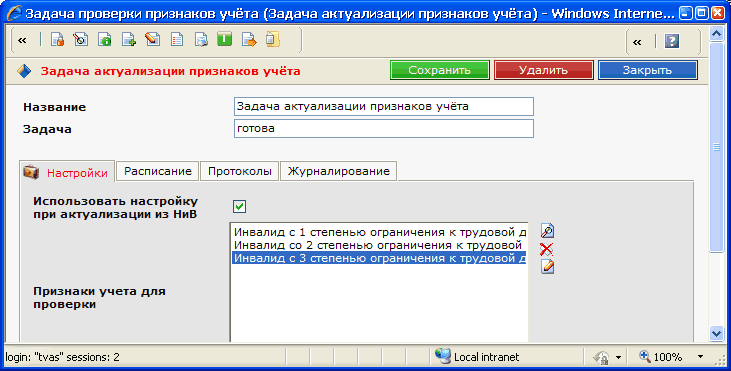 Задача проверки признаков учёта (Задача актуализации признаков учёта) - Windows Interne...
Задача актуализации признаков учёта
Сохранить
Удалить
Закрыть
Название
Задача актуализации признаков учёта
Задача
готова
Настройки
Расписание
Протоколы
Журналирование
Использовать настройку
при актуализации из НиВ
Инвалид с 1 степенью ограничения к трудовой д
Инвалид со 2 степенью ограничения к трудовой
Инвалид с 3 степенью ограничения к трудовой д
Признаки учета для
проверки
login: "tvas" sessions: 2
Local intranet
100%